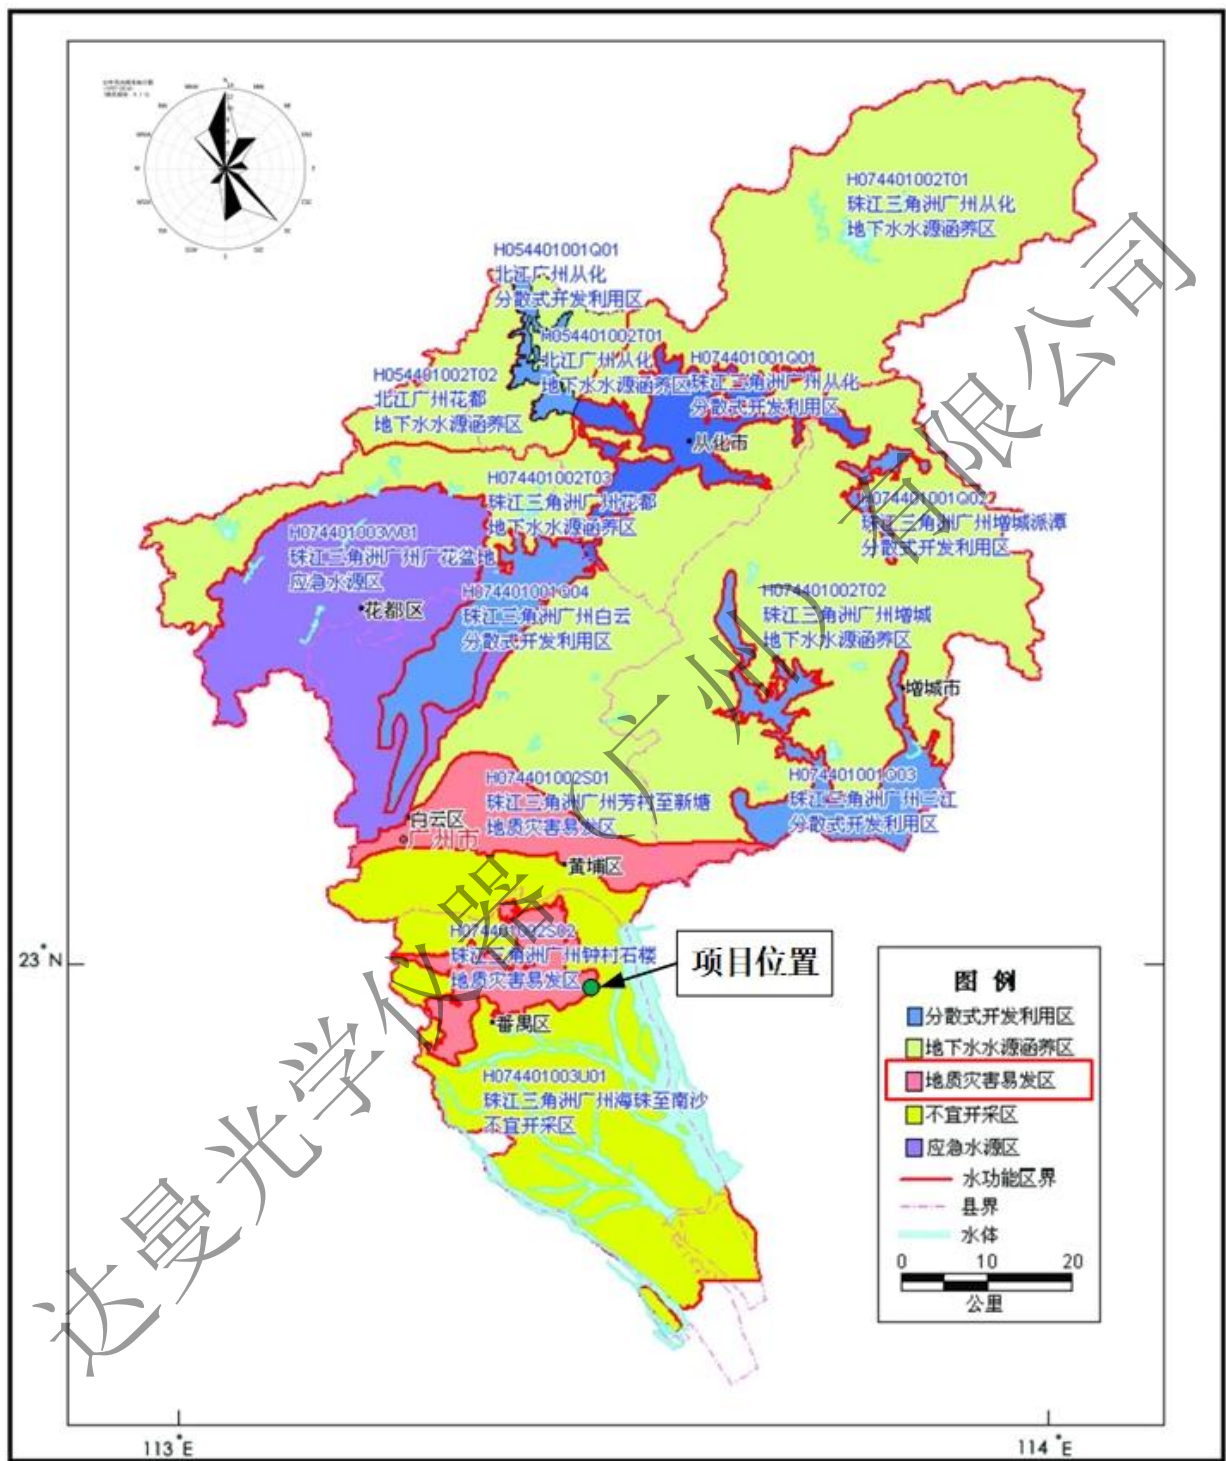 H074401002T01
珠江三角洲广州从化
地下水水源涵养区
H054401001Q01
北江广州从化
分散式开发利用区
H054401002T01
北江广州从化
地下水水源涵养区
H074401001Q01
珠江三角洲广州从化
分散式开发利用区
H054401002T02
北江广州花都
地下水水源涵养区
从化市
H074401002T03
珠江三角洲广州花都
地下水水源涵养区
H074401001Q02
珠江三角洲广州增城派潭
分散式开发利用区
H074401003W01
珠江三角洲广州广花盆地
应急水源区
花都区
H074401001Q04
珠江三角洲广州白云
分散式开发利用区
H074401002T02
珠江三角洲广州增城
地下水水源涵养区
增城市
H074401002S01
珠江三角洲广州芳村至新塘
地质灾害易发区
H074401001Q03
珠江三角洲广州三江
分散式开发利用区
白云区
广州市
黄埔区
H074401002S02
珠江三角洲广州钟村石楼
地质灾害易发区
项目位置
番禺区
H074401003U01
珠江三角洲广州海珠至南沙
不宜开采区
23°N
图 例
分散式开发利用区
地下水水源涵养区
地质灾害易发区
不宜开采区
应急水源区
水功能区界
县界
水体
0 10 20
公里
113°E
114°E
达曼光学仪器（广州）有限公司